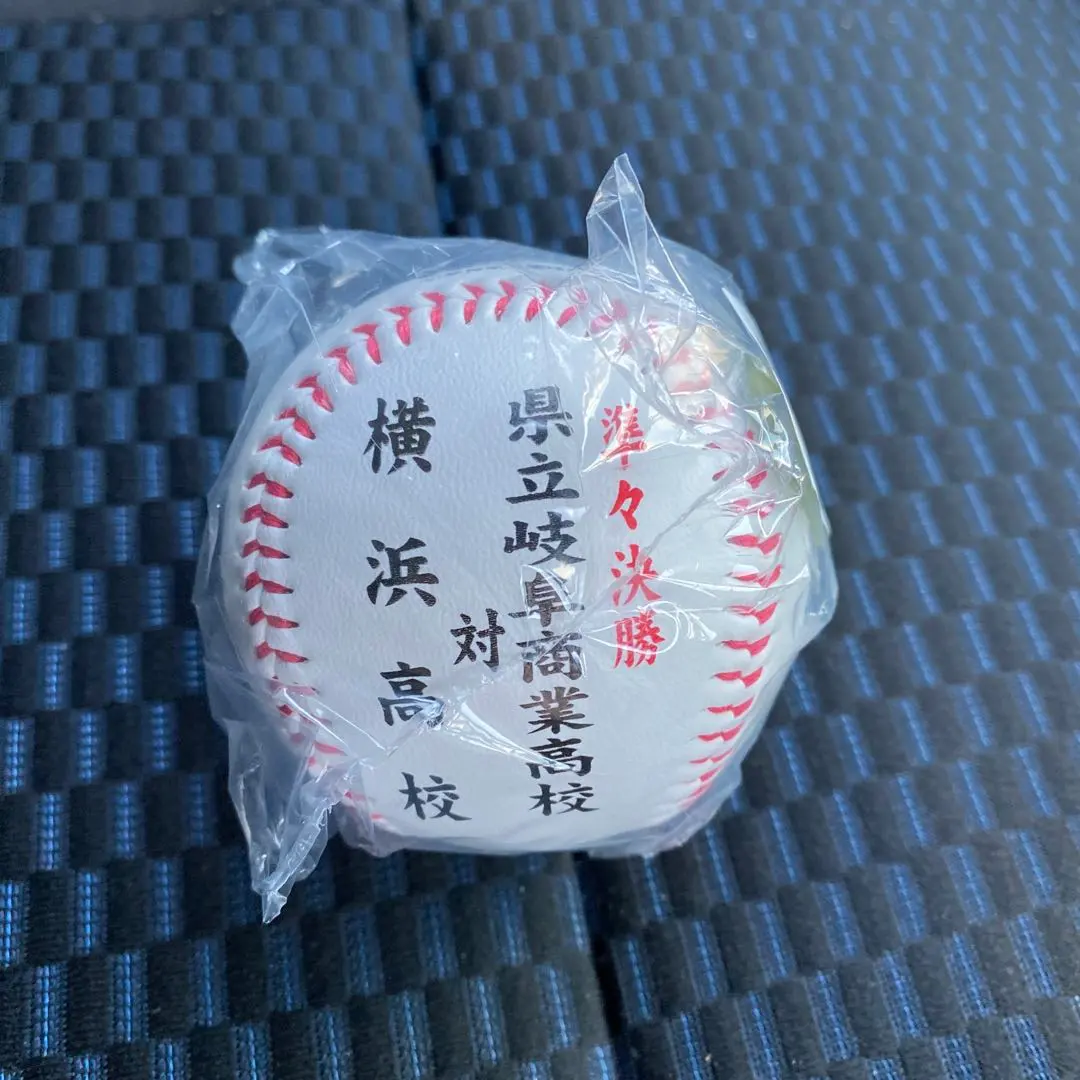 準々決勝
県立岐阜商業高校
対
横浜高校